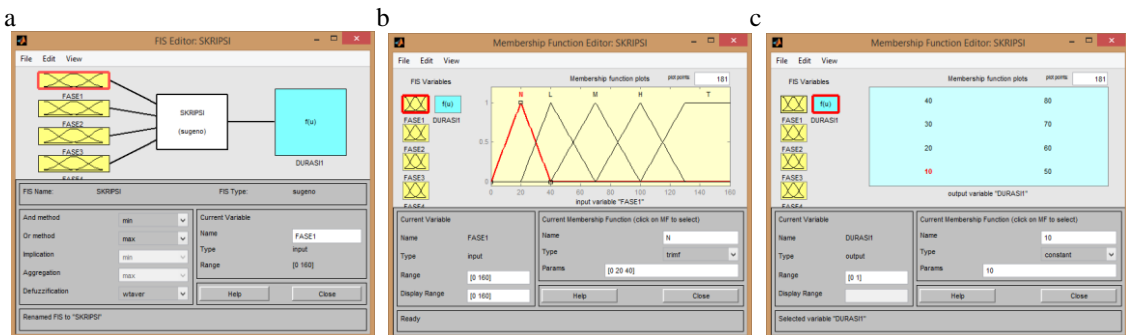 a
FIS Editor: SKRIPSI
File Edit View
FASE1
FASE2
FASE3
FASE4
SKRIPSI
(sugeno)
f(u)
DURASI1
FIS Name: SKRIPSI FIS Type: sugeno
And method min
Or method max
Implication min
Aggregation max
Defuzzification wtaver
Current Variable
Name FASE1
Type input
Range [0 160]
Help Close
Renamed FIS to "SKRIPSI"
b
Membership Function Editor: SKRIPSI
File Edit View
FIS Variables
Membership function plots plot points: 181
f(u)
FASE1 DURASI1
FASE2
FASE3
FASE4
N L M H T
1
0.5
0
0 20 40 60 80 100 120 140 160
input variable "FASE1"
Current Variable
Name FASE1
Type input
Range [0 160]
Display Range [0 160]
Current Membership Function (click on MF to select)
Name N
Type trimf
Params [0 20 40]
Help Close
Ready
c
Membership Function Editor: SKRIPSI
File Edit View
FIS Variables
Membership function plots plot points: 181
f(u)
FASE1 DURASI1
FASE2
FASE3
FASE4
40 80
30 70
20 60
10 50
output variable "DURASI1"
Current Variable
Name DURASI1
Type output
Range [0 1]
Display Range
Current Membership Function (click on MF to select)
Name 10
Type constant
Params 10
Help Close
Selected variable "DURASI1"